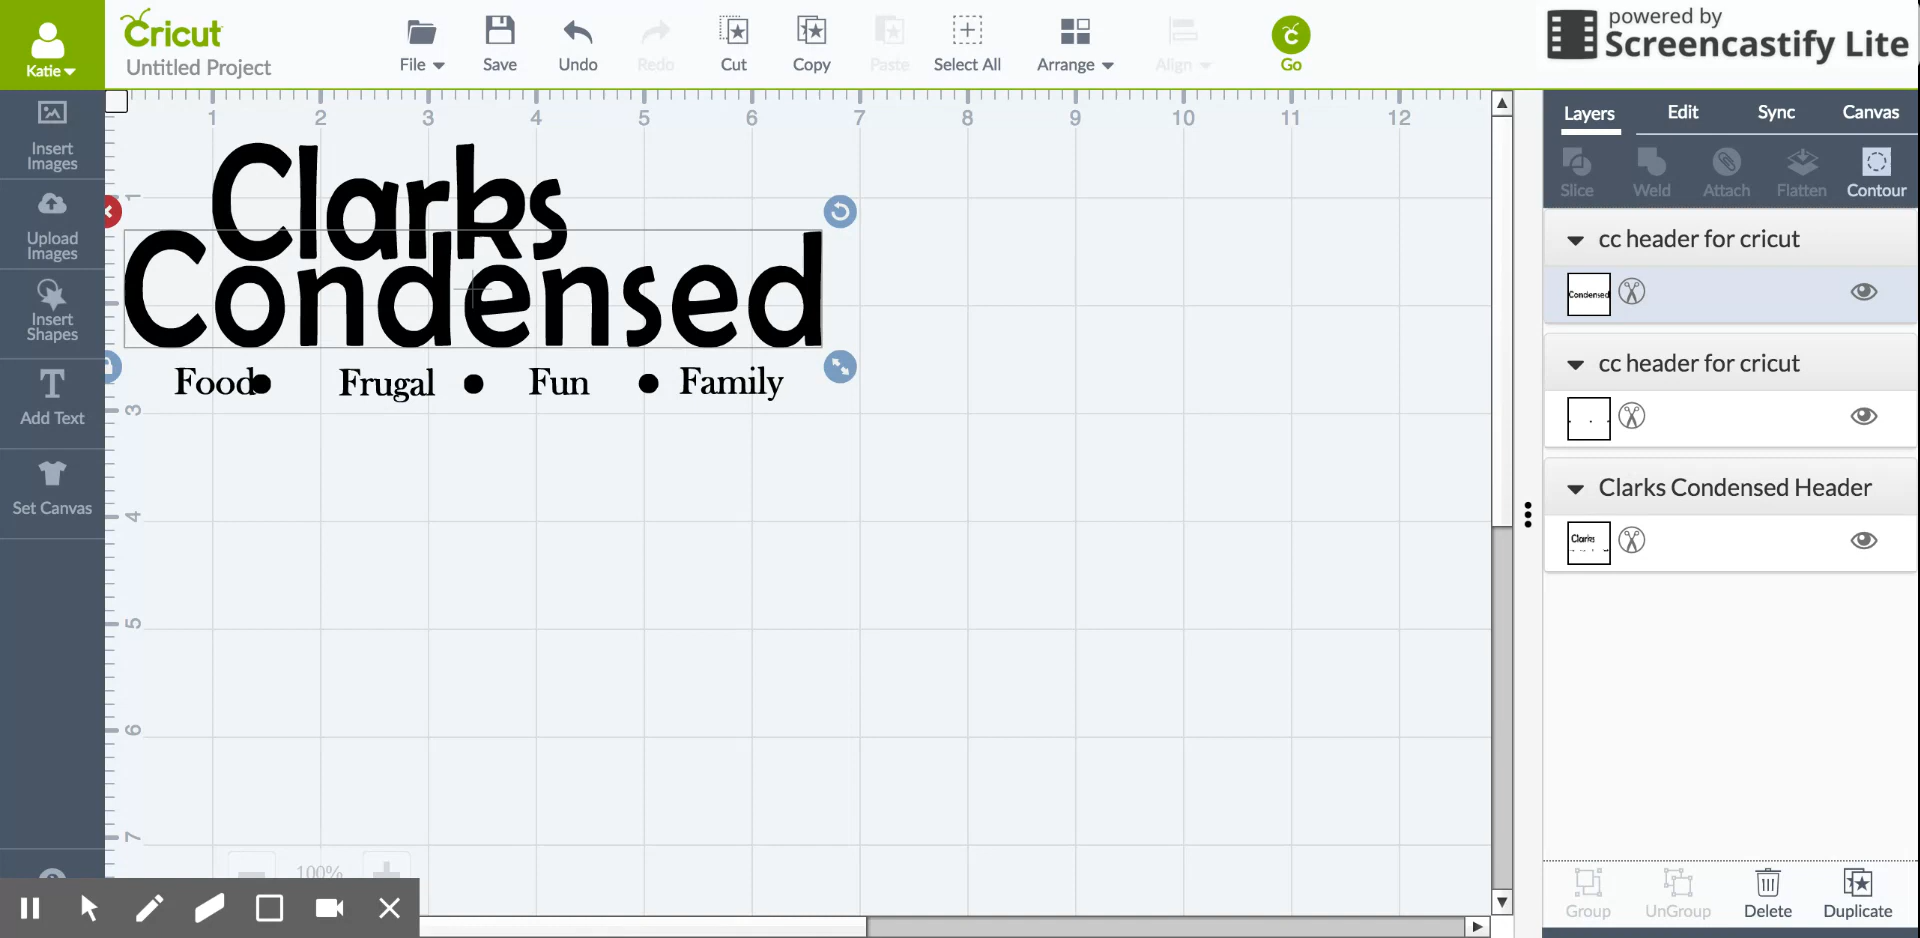 Katie
Cricut
Untitled Project
File
Save
Undo
Redo
Cut
Copy
Paste
Select All
Arrange
Align
Go
powered by
Screencastify Lite
Insert
Images
Upload
Images
Insert
Shapes
Add Text
Set Canvas
1 2 3 4 5 6 7 8 9 10 11 12
1
3
4
5
6
7
Clarks
Condensed
Food • Frugal • Fun • Family
100%
Layers Edit Sync Canvas
Slice Weld Attach Flatten Contour
cc header for cricut
Condensed
cc header for cricut
Clarks Condensed Header
Clarks
Group UnGroup Delete Duplicate